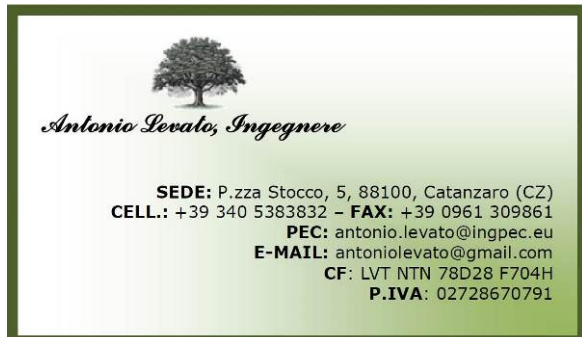 Antonio Levato, Ingegnere
SEDE: P.zza Stocco, 5, 88100, Catanzaro (CZ)
CELL.: +39 340 5383832 – FAX: +39 0961 309861
PEC: antonio.levato@ingpec.eu
E-MAIL: antoniolevato@gmail.com
CF: LVT NTN 78D28 F704H
P.IVA: 02728670791